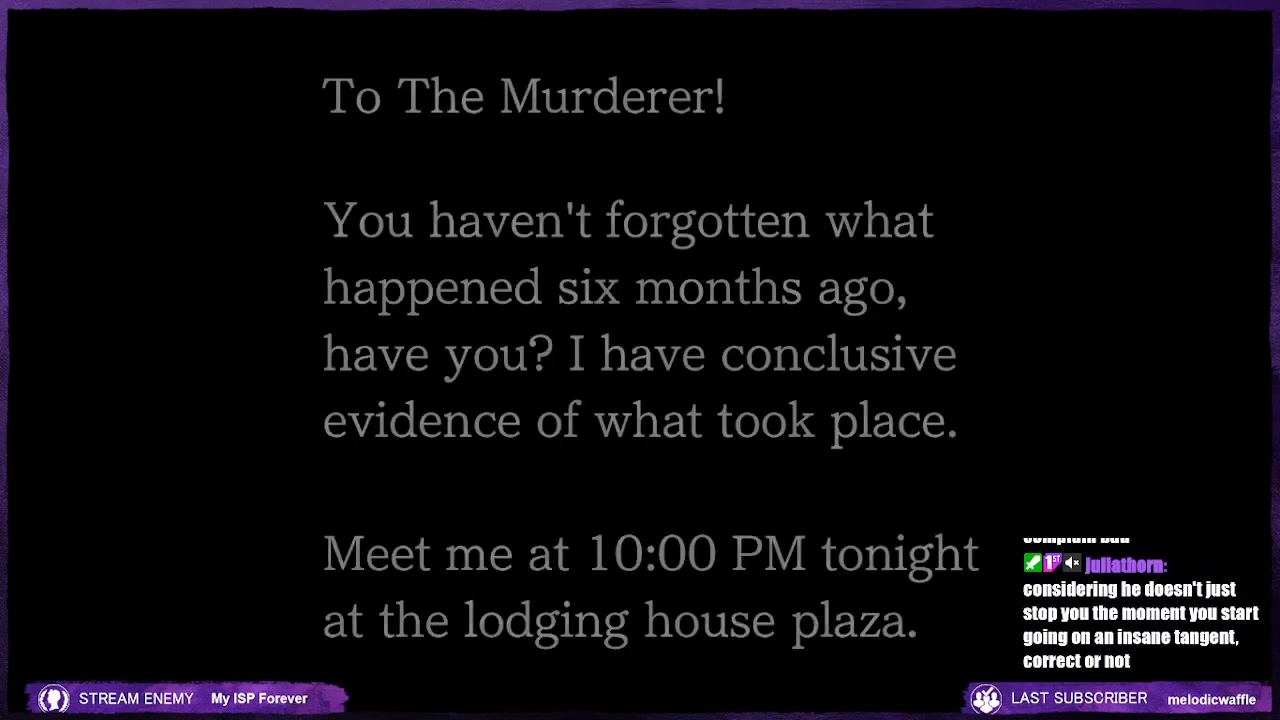 To The Murderer!
You haven't forgotten what
happened six months ago,
have you? I have conclusive
evidence of what took place.
Meet me at 10:00 PM tonight
at the lodging house plaza.
complain bad
1ST juliathorn:
considering he doesn't just
stop you the moment you start
going on an insane tangent,
correct or not
STREAM ENEMY My ISP Forever
LAST SUBSCRIBER melodicwaffle